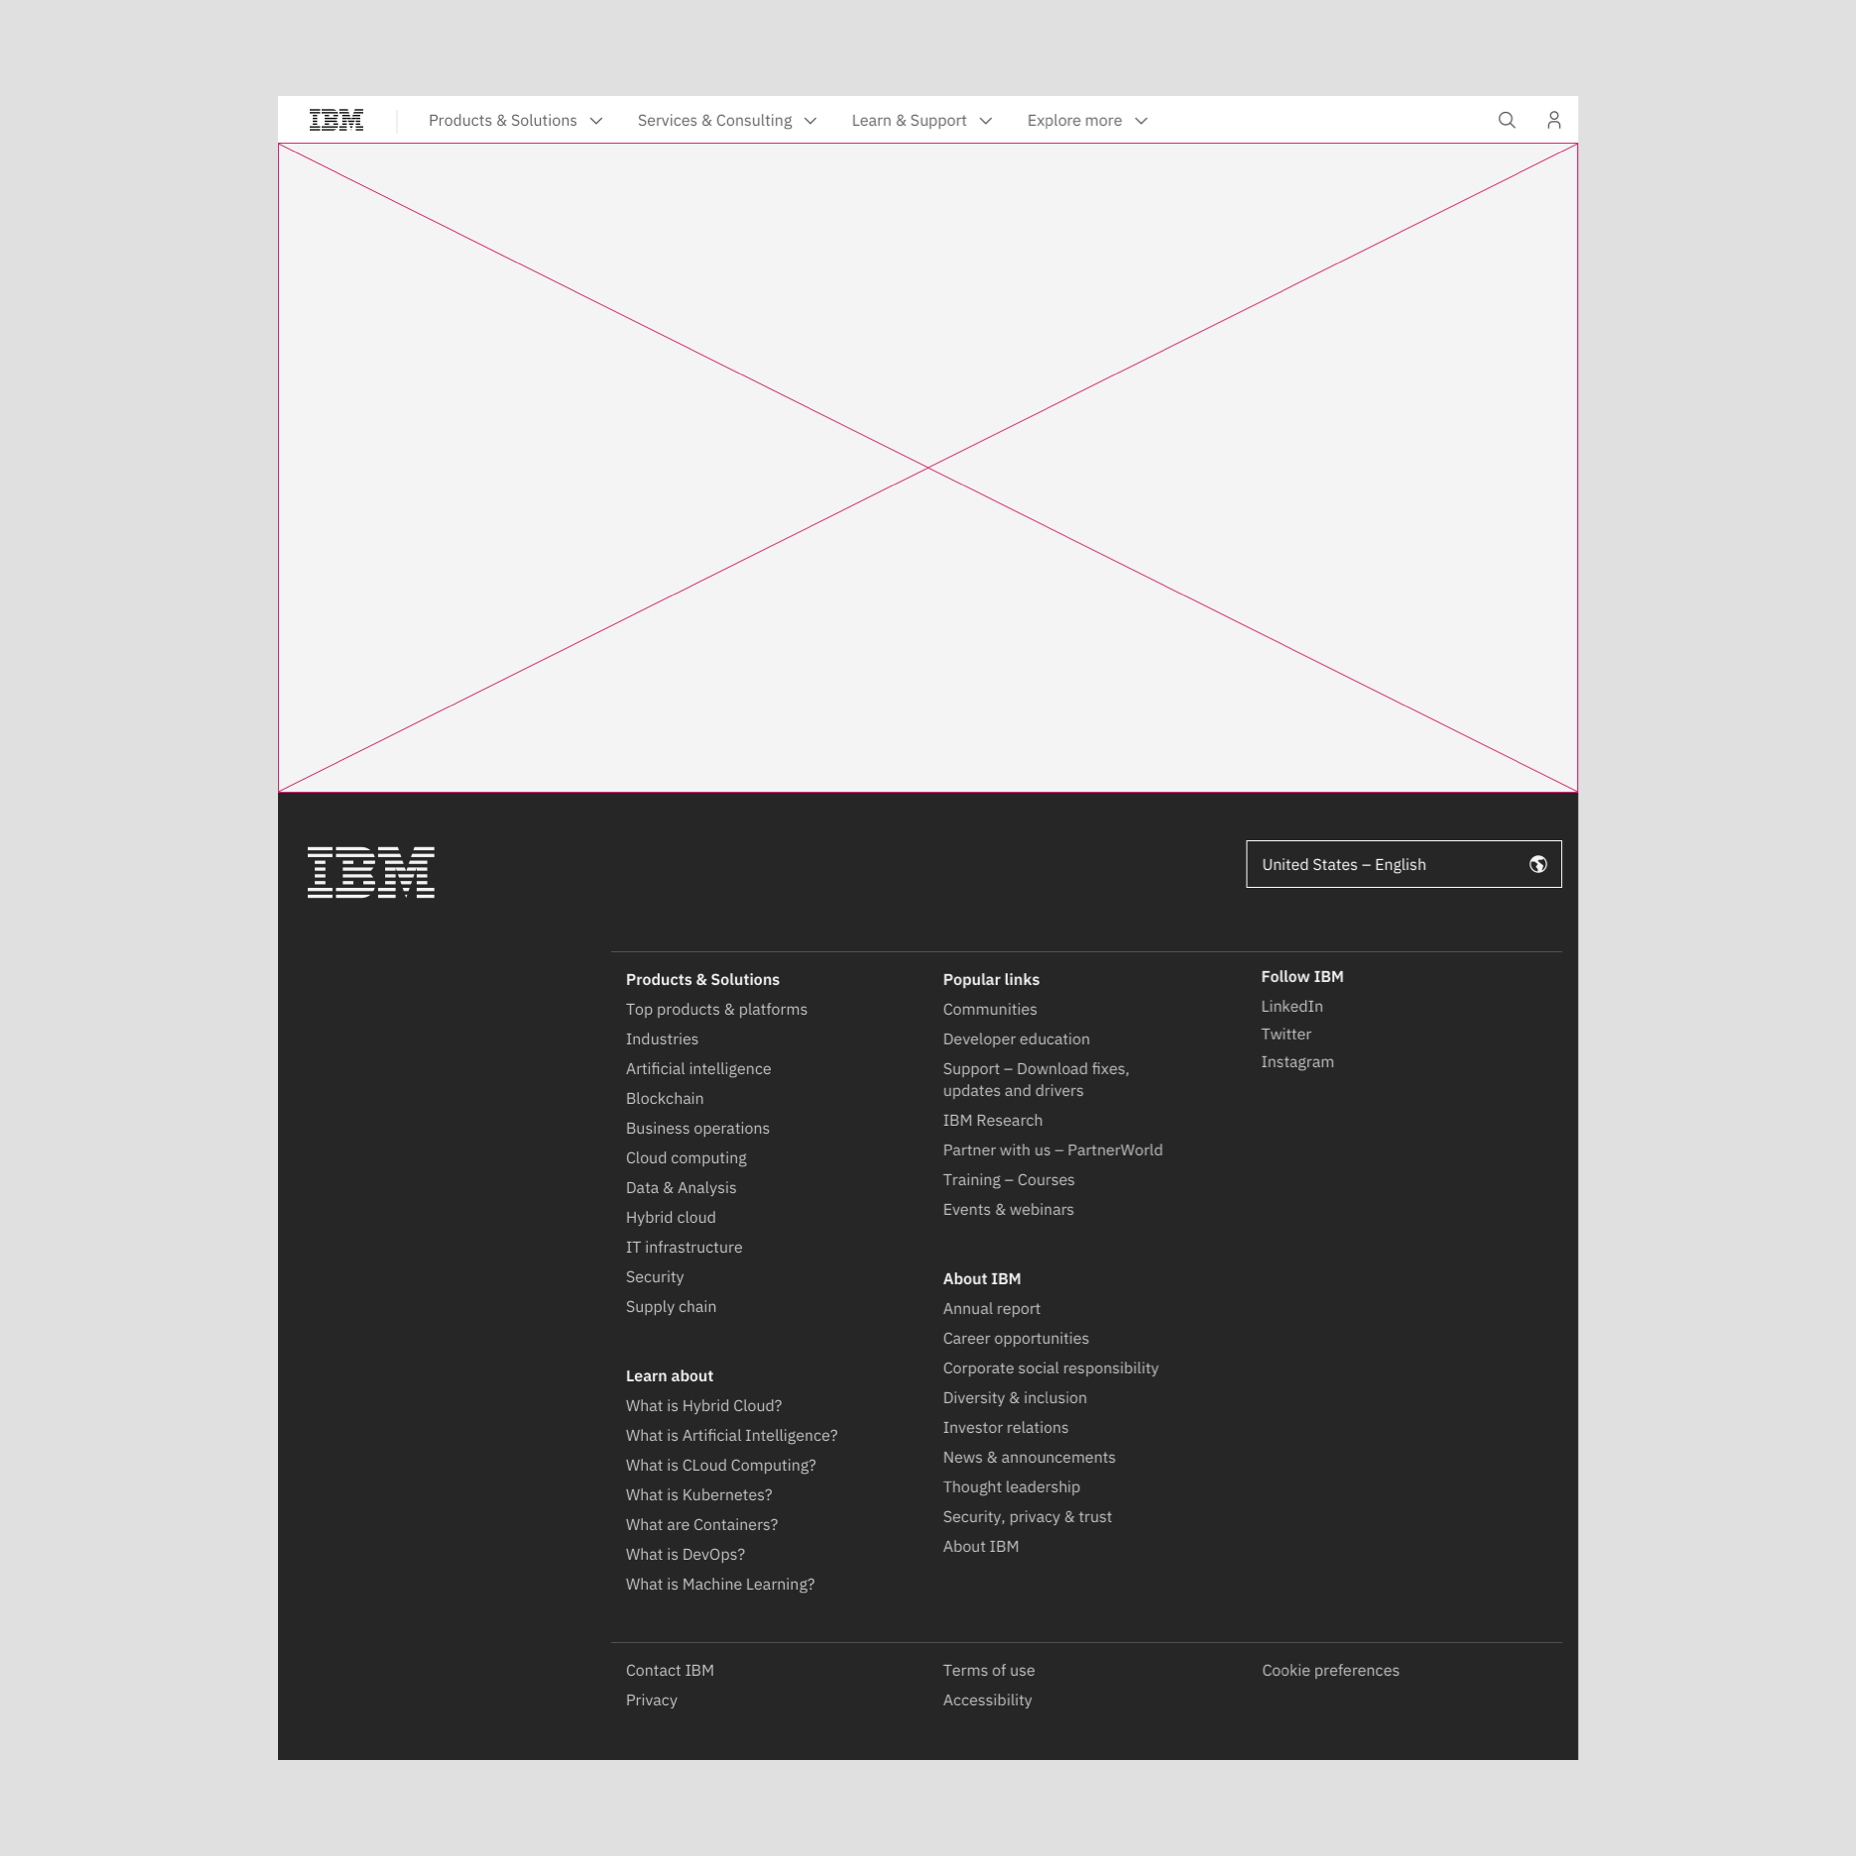 IBM
Products & Solutions
Services & Consulting
Learn & Support
Explore more
IBM
United States – English
Products & Solutions
Top products & platforms
Industries
Artificial intelligence
Blockchain
Business operations
Cloud computing
Data & Analysis
Hybrid cloud
IT infrastructure
Security
Supply chain
Learn about
What is Hybrid Cloud?
What is Artificial Intelligence?
What is CLoud Computing?
What is Kubernetes?
What are Containers?
What is DevOps?
What is Machine Learning?
Popular links
Communities
Developer education
Support – Download fixes,
updates and drivers
IBM Research
Partner with us – PartnerWorld
Training – Courses
Events & webinars
About IBM
Annual report
Career opportunities
Corporate social responsibility
Diversity & inclusion
Investor relations
News & announcements
Thought leadership
Security, privacy & trust
About IBM
Follow IBM
LinkedIn
Twitter
Instagram
Contact IBM
Privacy
Terms of use
Accessibility
Cookie preferences